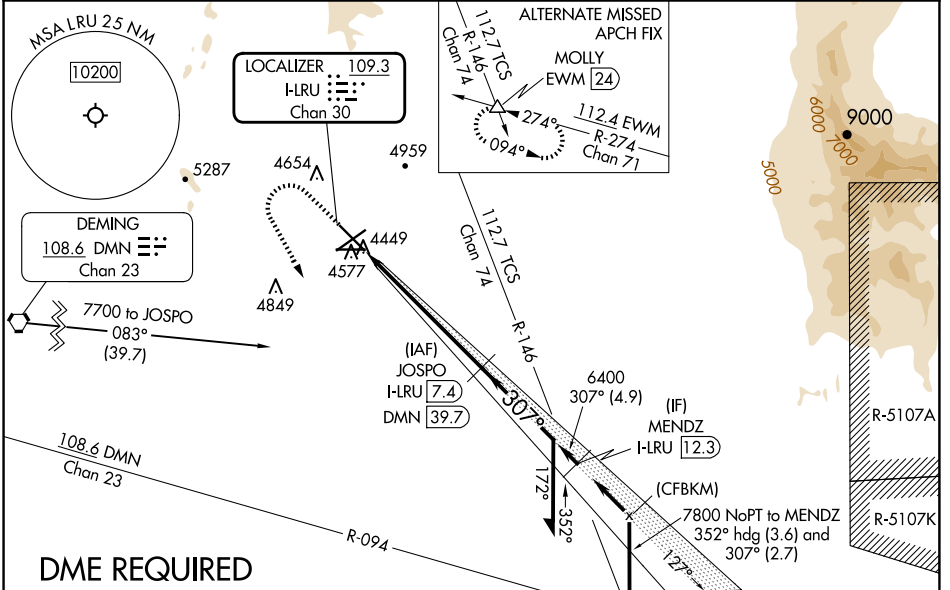 MSA LRU 25 NM
10200
LOCALIZER 109.3
I-LRU
Chan 30
ALTERNATE MISSED
APCH FIX
112.7 TCS
R-146
Chan 74
MOLLY
EWM 24
274°
094°
112.4 EWM
R-274
Chan 71
6000
7000
9000
5000
5287
4654
4959
4449
4577
4849
DEMING
108.6 DMN
Chan 23
7700 to JOSPO
083°
(39.7)
112.7 TCS
Chan 74
R-146
(IAF)
JOSPO
I-LRU 7.4
DMN 39.7
307°
6400
307° (4.9)
(IF)
MENDZ
I-LRU 12.3
172°
352°
(CFBKM)
7800 NoPT to MENDZ
352° hdg (3.6) and
307° (2.7)
127°
R-5107A
R-5107K
108.6 DMN
Chan 23
R-094
DME REQUIRED